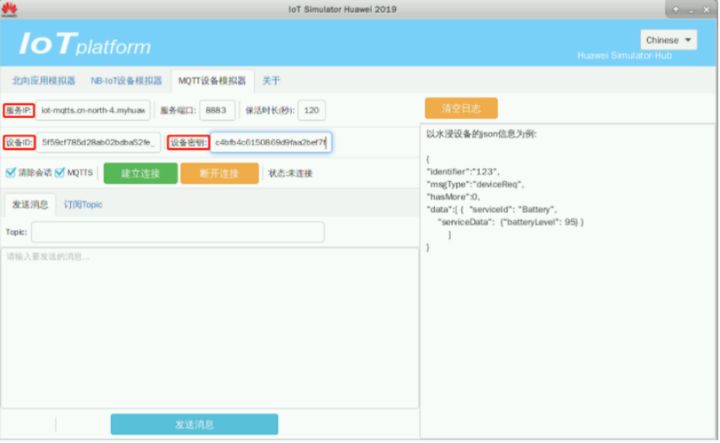 IoT Simulator Huawei 2019
HUAWEI
IoT platform
Chinese
Huawei Simulator-Hub
北向应用模拟器 NB-IoT设备模拟器 MQTT设备模拟器 关于
服务IP: iot-mqtts.cn-north-4.myhuaw 服务端口: 8883 保活时长(秒): 120
清空日志
设备ID: 5f59cf785d28ab02bdba52fe_ 设备密钥: c4bfb4c6150869d9faa2bef7f
清除会话 MQTTS 建立连接 断开连接 状态:未连接
发送消息 订阅Topic
Topic:
请输入要发送的消息...
发送消息
以水浸设备的json信息为例:
{
"identifier":"123",
"msgType":"deviceReq",
"hasMore":0,
"data":[ { "serviceId": "Battery",
"serviceData": {"batteryLevel": 95} }
]
}